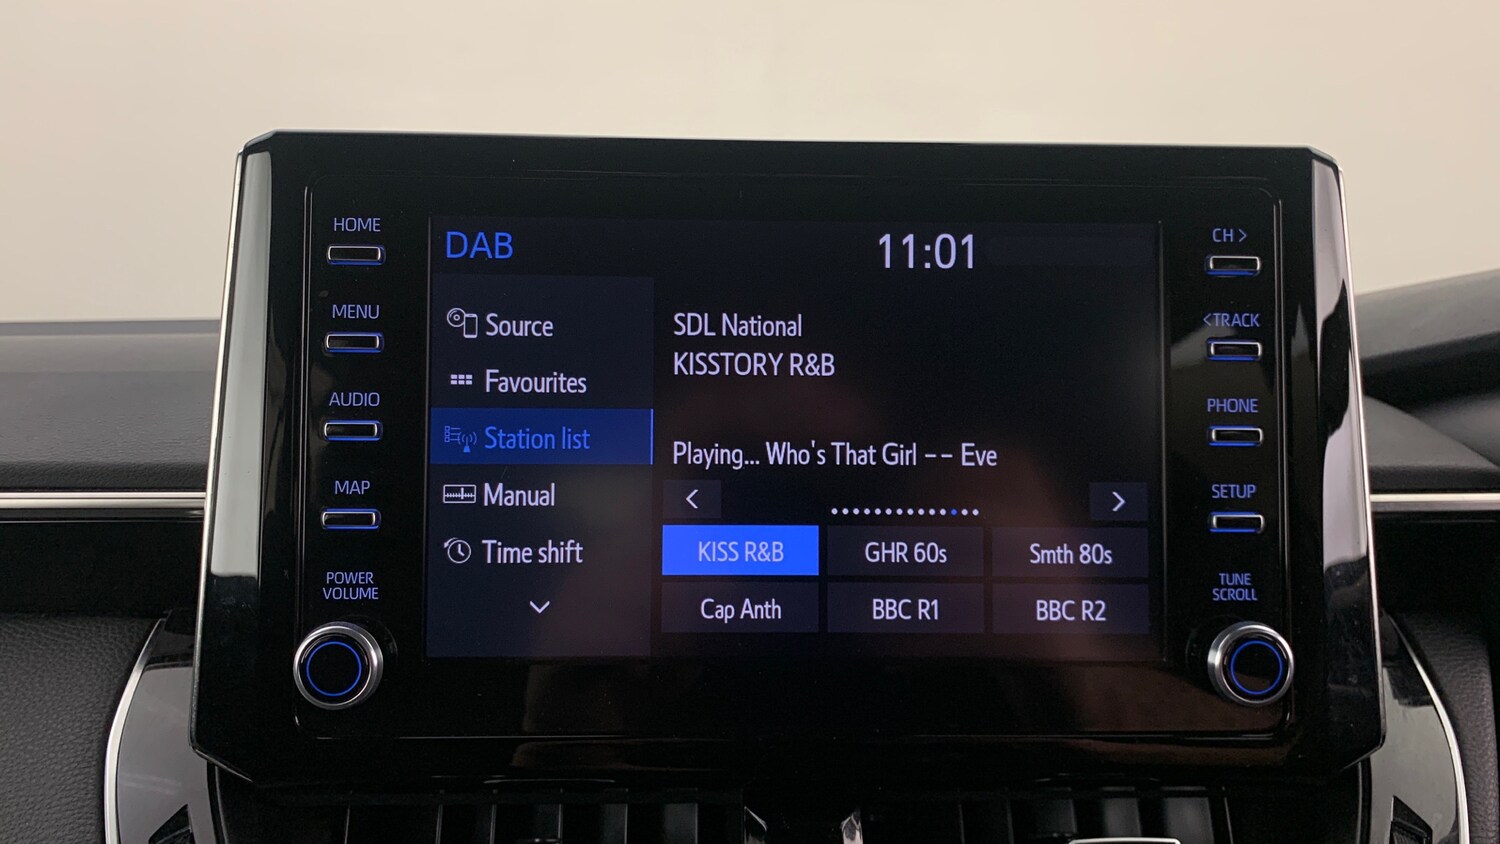 HOME
MENU
AUDIO
MAP
POWER
VOLUME
DAB
11:01
Source
Favourites
Station list
Manual
Time shift
SDL National
KISSTORY R&B
Playing... Who's That Girl -- Eve
<
>
KISS R&B
GHR 60s
Smth 80s
Cap Anth
BBC R1
BBC R2
CH >
<TRACK
PHONE
SETUP
TUNE
SCROLL